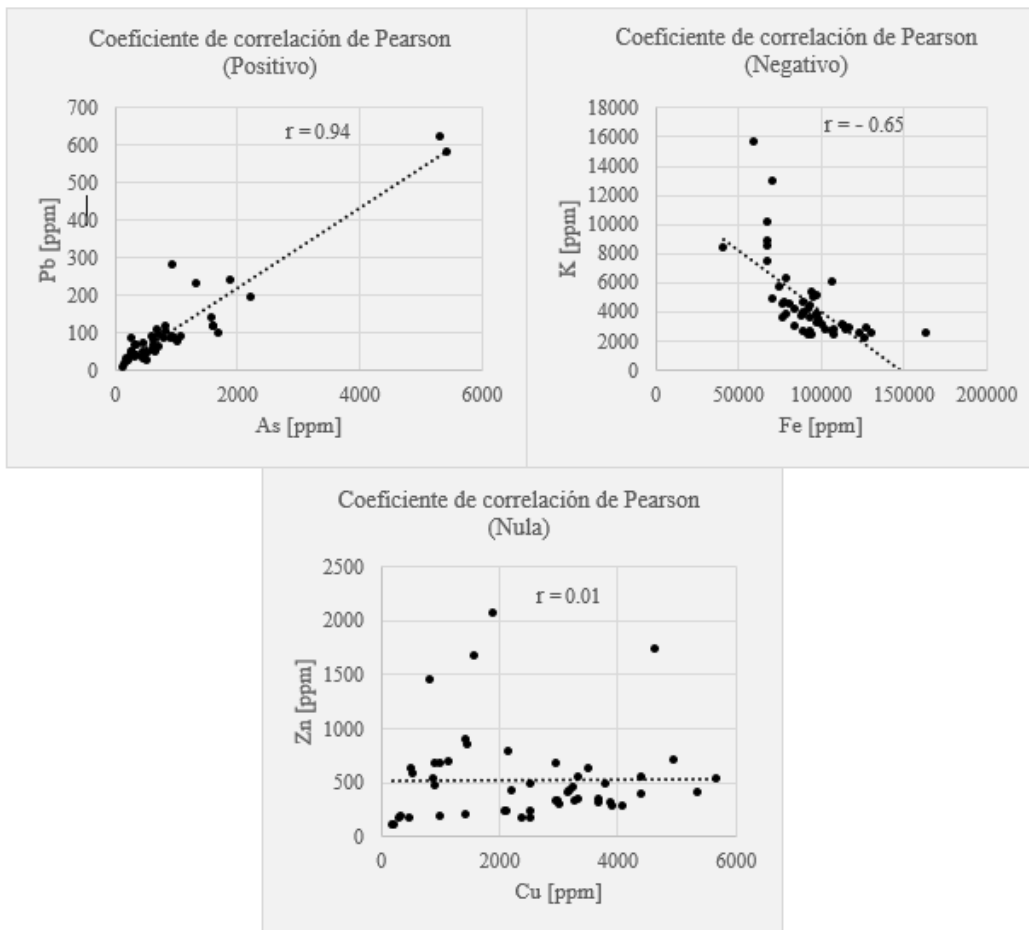 Coeficiente de correlación de Pearson
(Positivo)
r = 0.94
700
600
500
400
300
200
100
0
Pb [ppm]
0 2000 4000 6000
As [ppm]
Coeficiente de correlación de Pearson
(Negativo)
r = - 0.65
18000
16000
14000
12000
10000
8000
6000
4000
2000
0
K [ppm]
0 50000 100000 150000 200000
Fe [ppm]
Coeficiente de correlación de Pearson
(Nula)
r = 0.01
2500
2000
1500
1000
500
0
Zn [ppm]
0 2000 4000 6000
Cu [ppm]